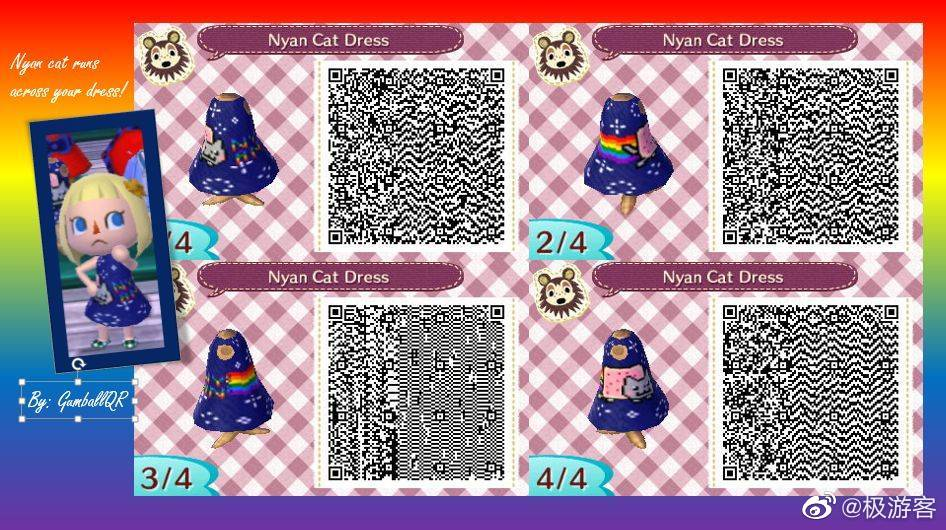 Nyan cat runs
across your dress!
By: GumballQR
Nyan Cat Dress
/4
Nyan Cat Dress
2/4
Nyan Cat Dress
3/4
Nyan Cat Dress
4/4
@极游客